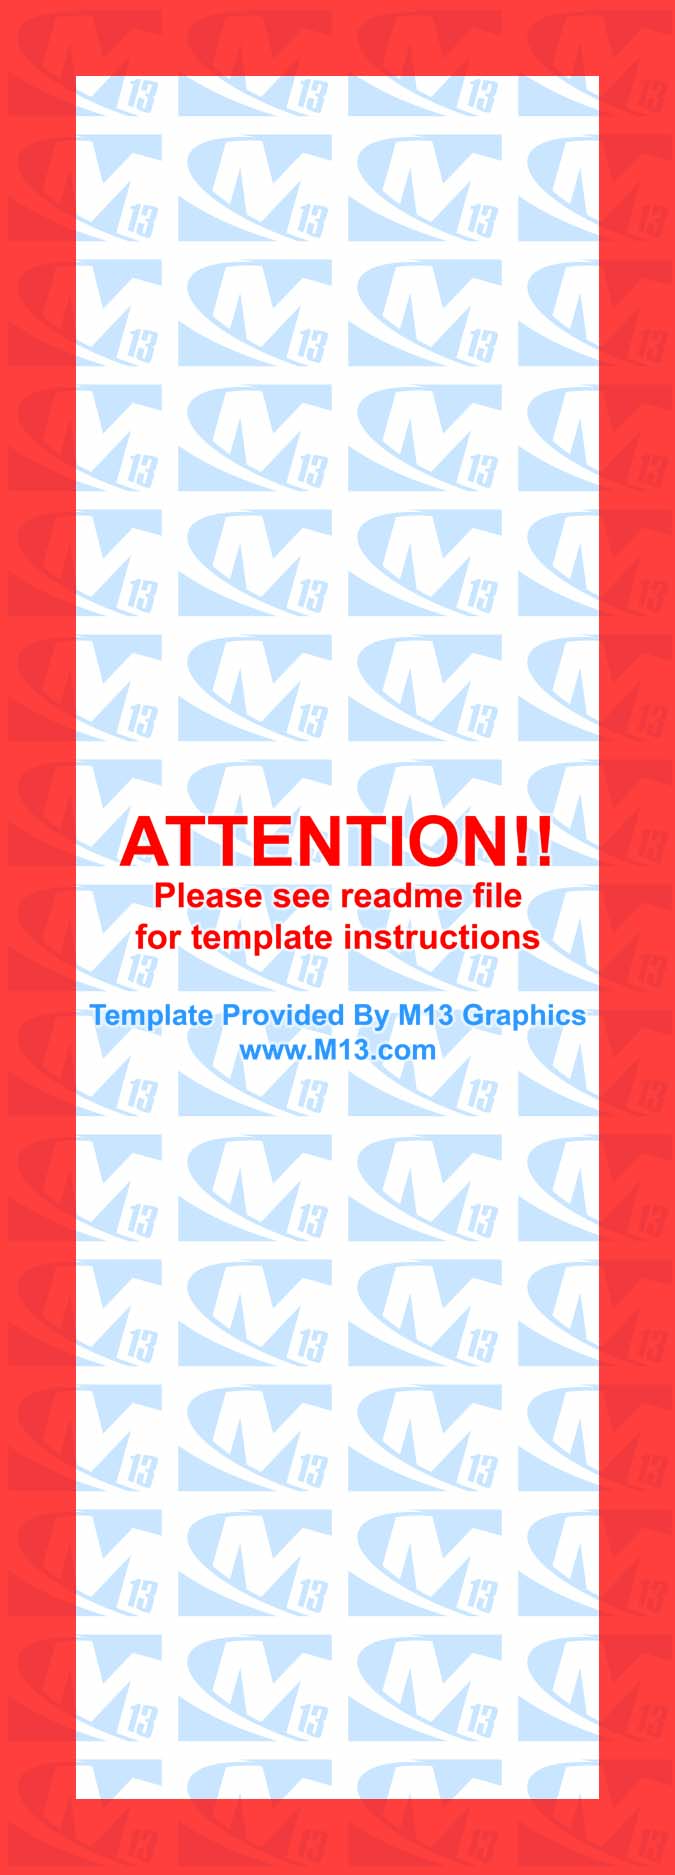 ATTENTION!!
Please see readme file
for template instructions
Template Provided By M13 Graphics
www.M13.com